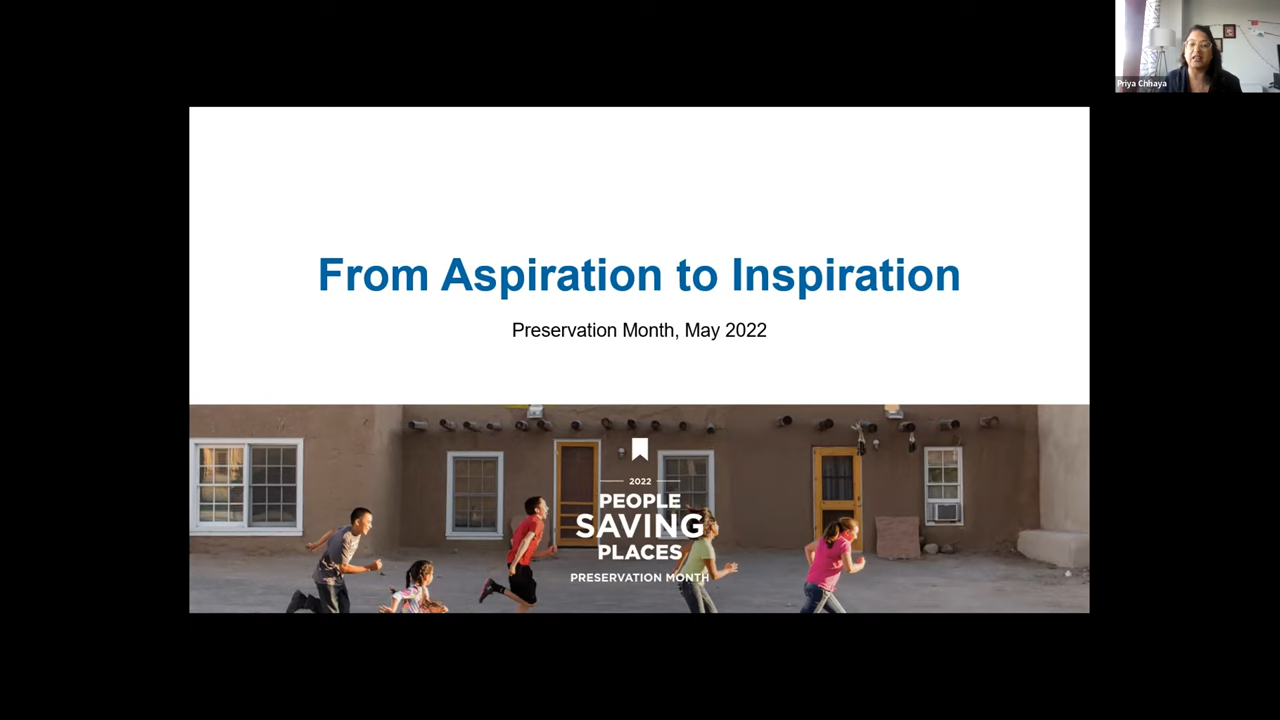 Priya Chhaya
From Aspiration to Inspiration
Preservation Month, May 2022
2022
PEOPLE
SAVING
PLACES
PRESERVATION MONTH